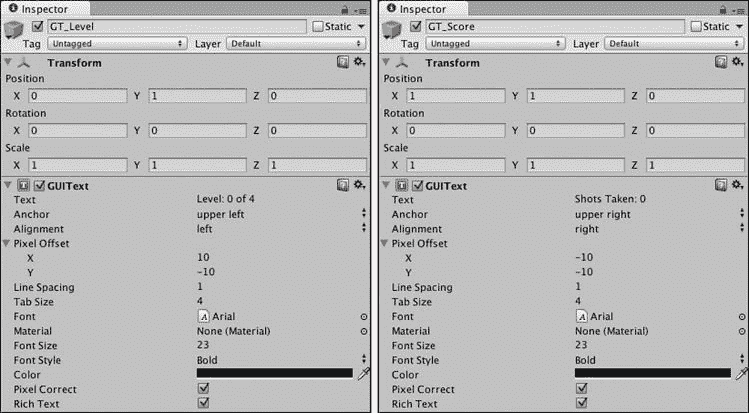 Inspector
GT_Level
Static
Tag
Untagged
Layer
Default
Transform
Position
X 0 Y 1 Z 0
Rotation
X 0 Y 0 Z 0
Scale
X 1 Y 1 Z 1
GUIText
Text Level: 0 of 4
Anchor upper left
Alignment left
Pixel Offset
X 10
Y -10
Line Spacing 1
Tab Size 4
Font A Arial
Material None (Material)
Font Size 23
Font Style Bold
Color
Pixel Correct
Rich Text
Inspector
GT_Score
Static
Tag
Untagged
Layer
Default
Transform
Position
X 1 Y 1 Z 0
Rotation
X 0 Y 0 Z 0
Scale
X 1 Y 1 Z 1
GUIText
Text Shots Taken: 0
Anchor upper right
Alignment right
Pixel Offset
X -10
Y -10
Line Spacing 1
Tab Size 4
Font A Arial
Material None (Material)
Font Size 23
Font Style Bold
Color
Pixel Correct
Rich Text